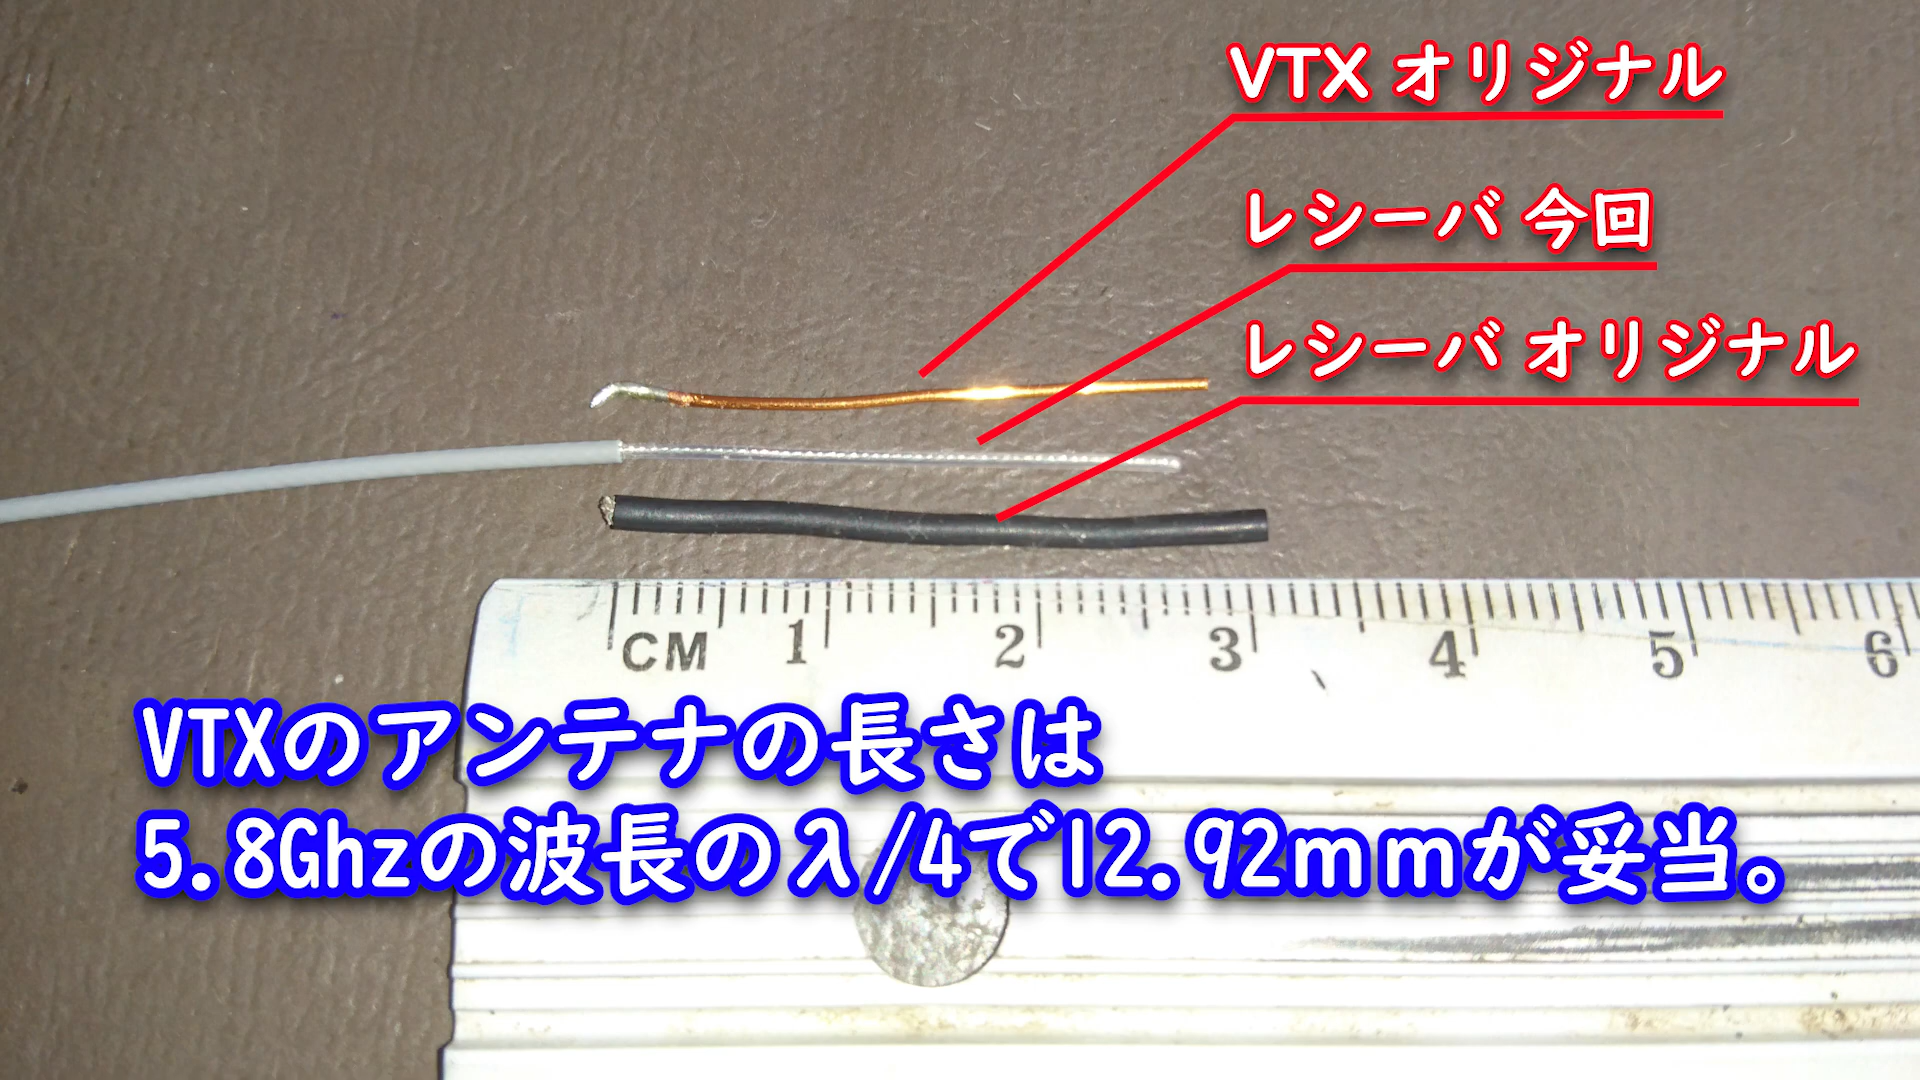 VTX オリジナル
レシーバ 今回
レシーバ オリジナル
CM 1 2 3 4 5 6
VTXのアンテナの長さは
5.8Ghzの波長のλ/4で12.92mmが妥当。